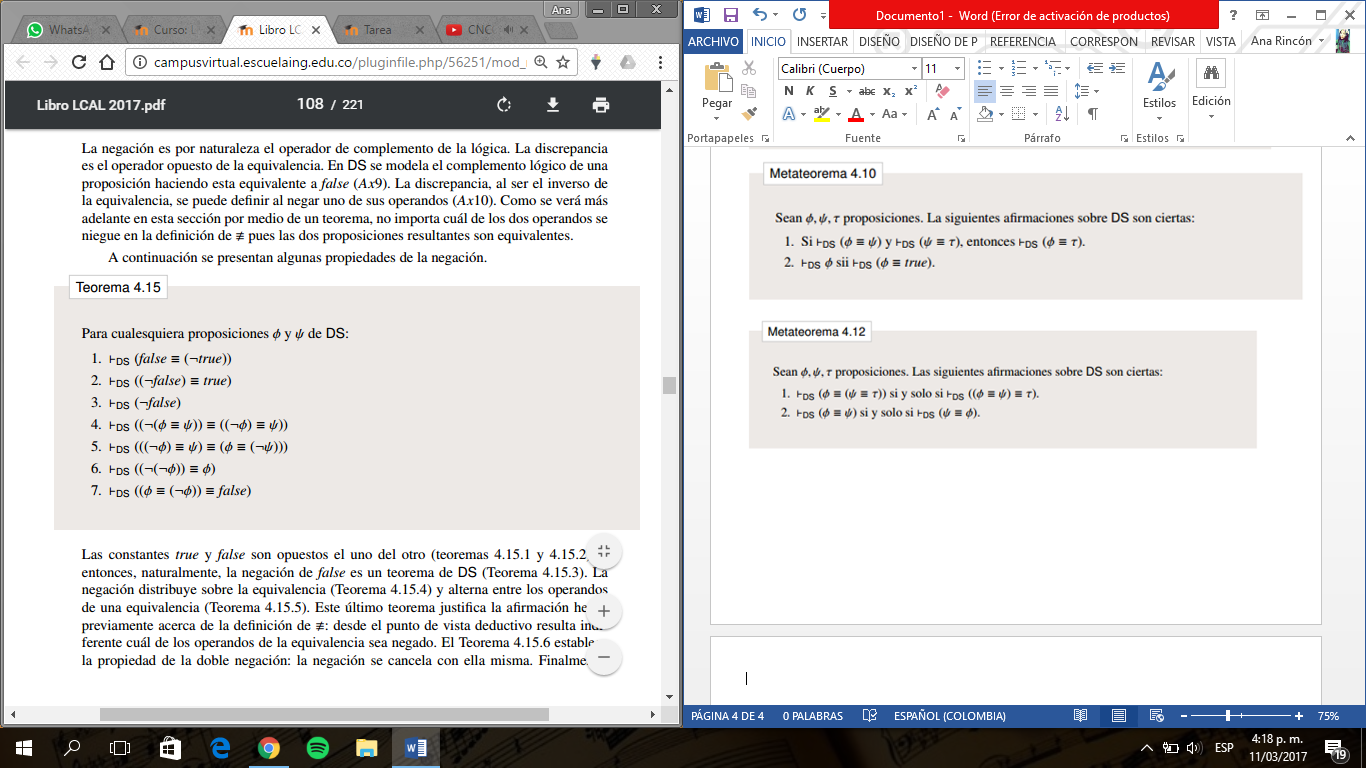 Ana
WhatsA
Curso: L
Libro LC
Tarea
CNC
campusvirtual.escuelaing.edu.co/pluginfile.php/56251/mod_
Libro LCAL 2017.pdf
108 / 221
La negación es por naturaleza el operador de complemento de la lógica. La discrepancia
es el operador opuesto de la equivalencia. En DS se modela el complemento lógico de una
proposición haciendo esta equivalente a false (Ax9). La discrepancia, al ser el inverso de
la equivalencia, se puede definir al negar uno de sus operandos (Ax10). Como se verá más
adelante en esta sección por medio de un teorema, no importa cuál de los dos operandos se
niegue en la definición de ≢ pues las dos proposiciones resultantes son equivalentes.
A continuación se presentan algunas propiedades de la negación.
Teorema 4.15
Para cualesquiera proposiciones ϕ y ψ de DS:
1. ⊢DS (false ≡ (¬true))
2. ⊢DS ((¬false) ≡ true)
3. ⊢DS (¬false)
4. ⊢DS ((¬(ϕ ≡ ψ)) ≡ ((¬ϕ) ≡ ψ))
5. ⊢DS (((¬ϕ) ≡ ψ) ≡ (ϕ ≡ (¬ψ)))
6. ⊢DS ((¬(¬ϕ)) ≡ ϕ)
7. ⊢DS ((ϕ ≡ (¬ϕ)) ≡ false)
Las constantes true y false son opuestos el uno del otro (teoremas 4.15.1 y 4.15.2
entonces, naturalmente, la negación de false es un teorema de DS (Teorema 4.15.3). La
negación distribuye sobre la equivalencia (Teorema 4.15.4) y alterna entre los operandos
de una equivalencia (Teorema 4.15.5). Este último teorema justifica la afirmación he
previamente acerca de la definición de ≢: desde el punto de vista deductivo resulta in
ferente cuál de los operandos de la equivalencia sea negado. El Teorema 4.15.6 estable
la propiedad de la doble negación: la negación se cancela con ella misma. Finalme
Documento1 - Word (Error de activación de productos)
ARCHIVO INICIO INSERTAR DISEÑO DISEÑO DE P REFERENCIA CORRESPON REVISAR VISTA Ana Rincón
Calibri (Cuerpo) 11
Pegar
N K S abc x₂ x²
Aa
Estilos
Edición
Portapapeles Fuente Párrafo Estilos
Metateorema 4.10
Sean ϕ, ψ, τ proposiciones. La siguientes afirmaciones sobre DS son ciertas:
1. Si ⊢DS (ϕ ≡ ψ) y ⊢DS (ψ ≡ τ), entonces ⊢DS (ϕ ≡ τ).
2. ⊢DS ϕ sii ⊢DS (ϕ ≡ true).
Metateorema 4.12
Sean ϕ, ψ, τ proposiciones. Las siguientes afirmaciones sobre DS son ciertas:
1. ⊢DS (ϕ ≡ (ψ ≡ τ)) si y solo si ⊢DS ((ϕ ≡ ψ) ≡ τ).
2. ⊢DS (ϕ ≡ ψ) si y solo si ⊢DS (ψ ≡ ϕ).
PÁGINA 4 DE 4 0 PALABRAS ESPAÑOL (COLOMBIA) 75%
ESP
4:18 p. m.
11/03/2017
19